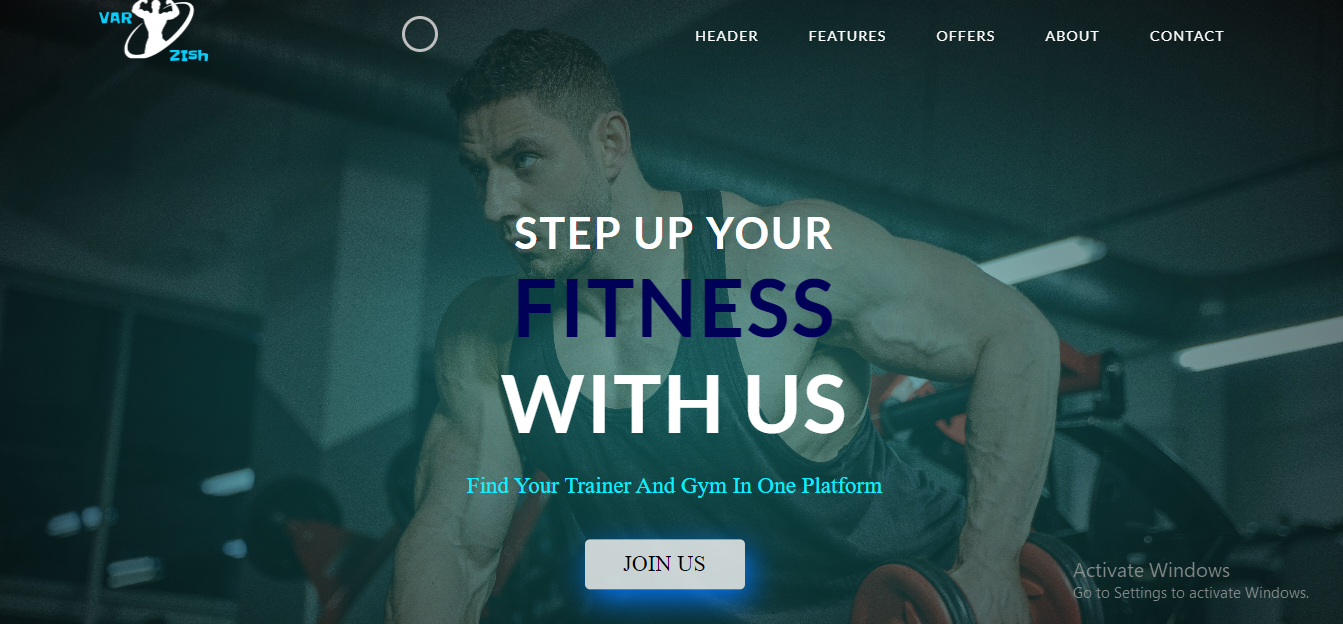 VAR
ZISh
HEADER FEATURES OFFERS ABOUT CONTACT
STEP UP YOUR
FITNESS
WITH US
Find Your Trainer And Gym In One Platform
JOIN US
Activate Windows
Go to Settings to activate Windows.